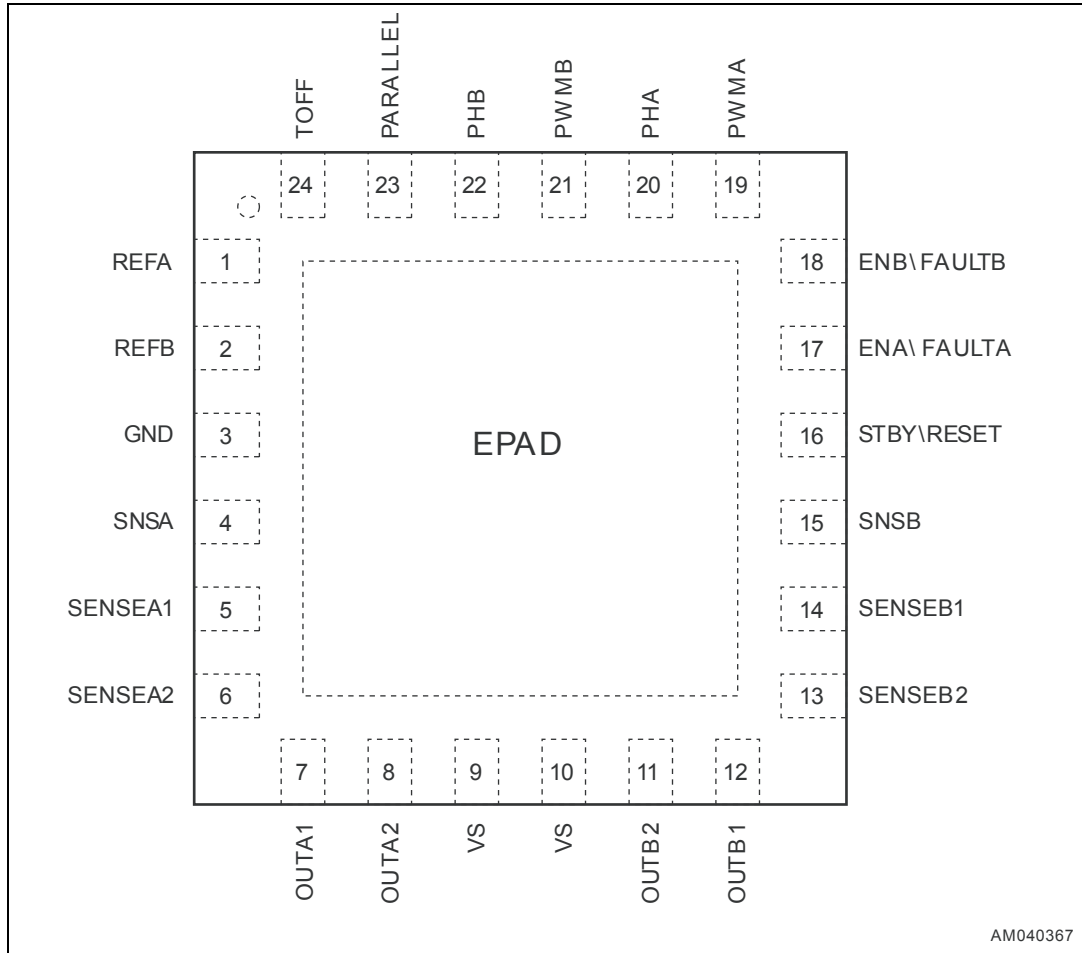 TOFF
PARALLEL
PHB
PWMB
PHA
PWMA
24 23 22 21 20 19
REFA 1 18 ENB\FAULTB
REFB 2 17 ENA\ FAULTA
GND 3 EPAD 16 STBY\RESET
SNSA 4 15 SNSB
SENSEA1 5 14 SENSEB1
SENSEA2 6 13 SENSEB2
7 8 9 10 11 12
OUTA1
OUTA2
VS
VS
OUTB2
OUTB1
AM040367